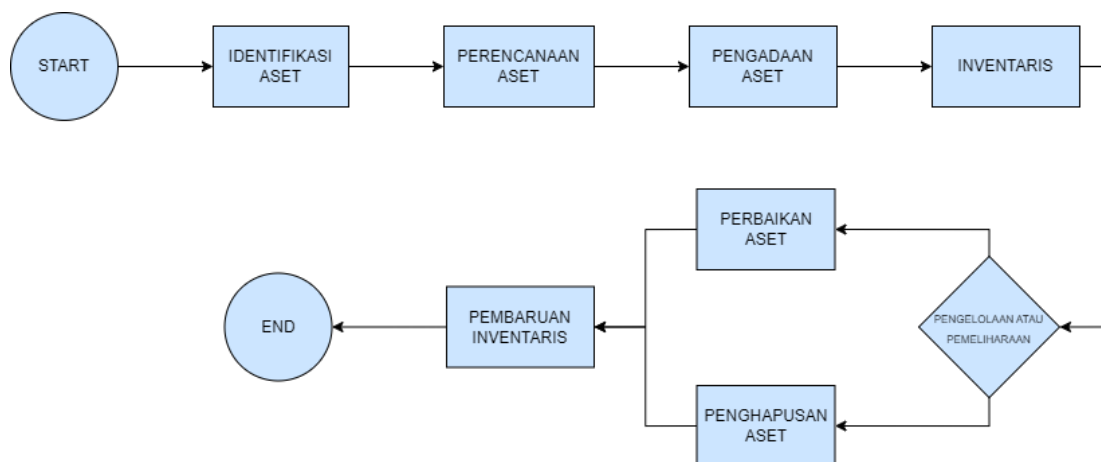 START
IDENTIFIKASI
ASET
PERENCANAAN
ASET
PENGADAAN
ASET
INVENTARIS
PERBAIKAN
ASET
PENGELOLAAN ATAU
PEMELIHARAAN
PENGHAPUSAN
ASET
PEMBARUAN
INVENTARIS
END